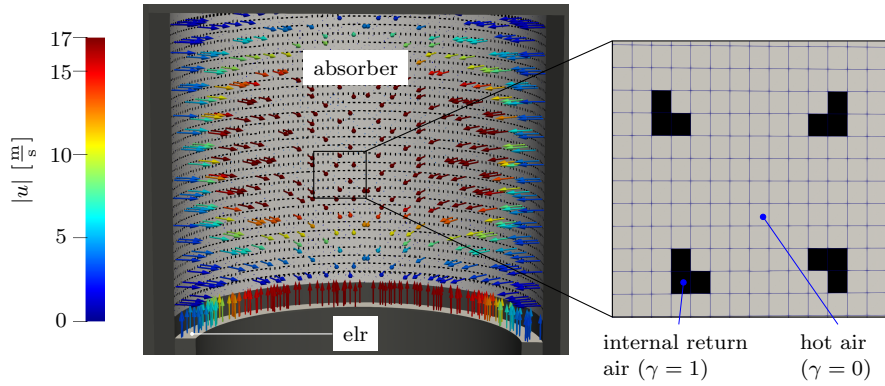 17
15
10
5
0
|u| [m/s]
absorber
elr
internal return
air (γ = 1)
hot air
(γ = 0)